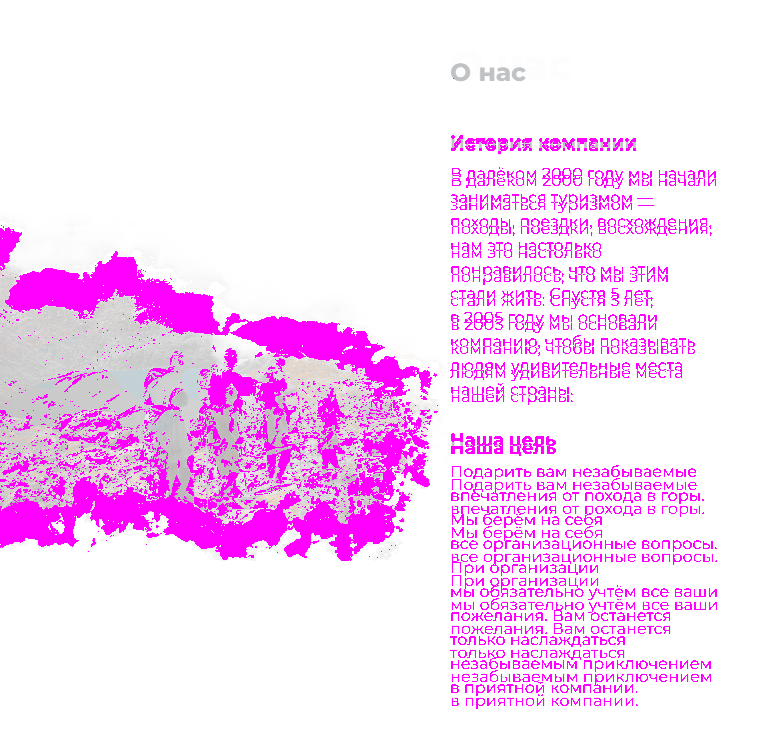 О нас
История компании
В далёком 2000 году мы начали
заниматься туризмом —
походы, поездки, восхождения,
нам это настолько
понравилось, что мы этим
стали жить. Спустя 5 лет,
в 2005 году мы основали
компанию, чтобы показывать
людям удивительные места
нашей страны.
Наша цель
Подарить вам незабываемые
впечатления от похода в горы.
Мы берём на себя
все организационные вопросы.
При организации
мы обязательно учтём все ваши
пожелания. Вам останется
только наслаждаться
незабываемым приключением
в приятной компании.